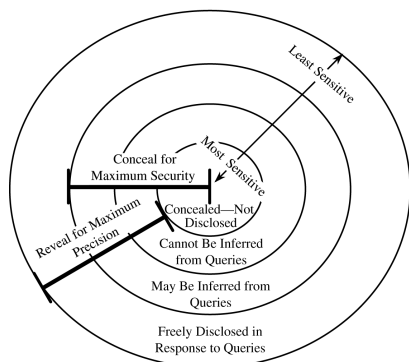 Least Sensitive
Most Sensitive
Conceal for
Maximum Security
Reveal for Maximum
Precision
Concealed—Not
Disclosed
Cannot Be Inferred
from Queries
May Be Inferred from
Queries
Freely Disclosed in
Response to Queries